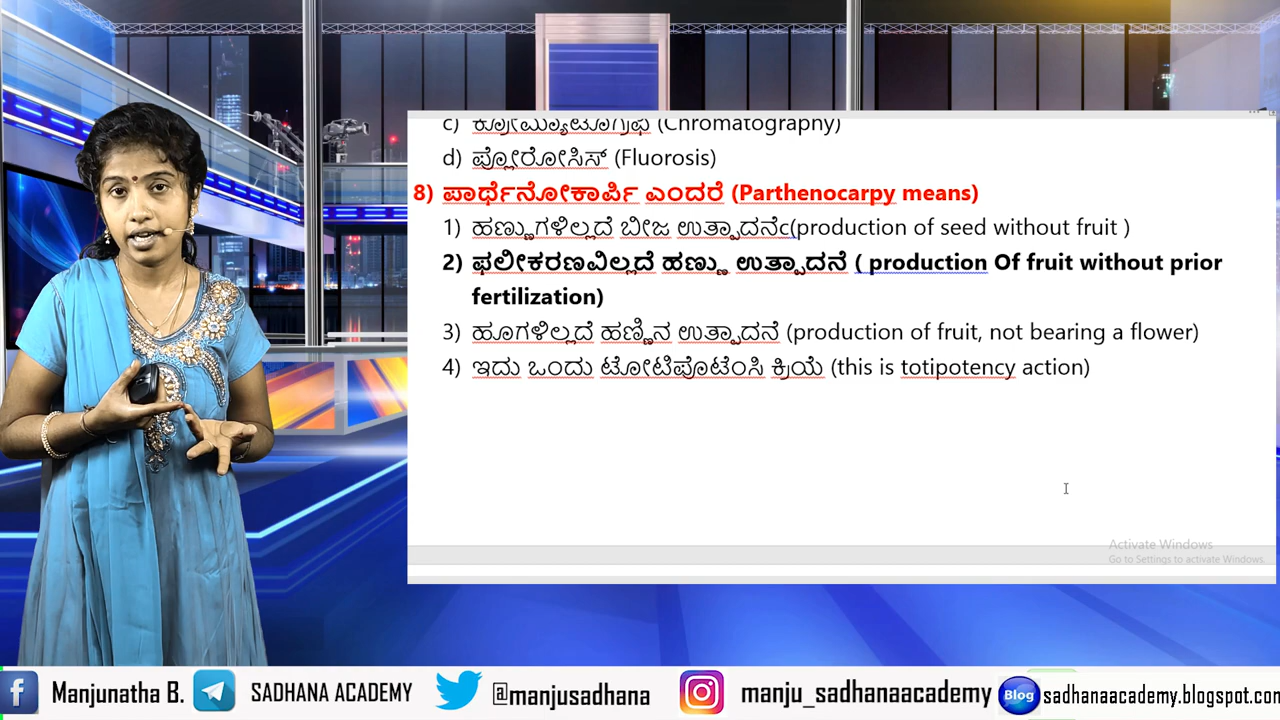 c) ಕ್ರೋಮ್ಯಾಟೊಗ್ರಫಿ (Chromatography)
d) ಫ್ಲೋರೋಸಿಸ್ (Fluorosis)
8) ಪಾರ್ಥೆನೋಕಾರ್ಪಿ ಎಂದರೆ (Parthenocarpy means)
1) ಹಣ್ಣುಗಳಿಲ್ಲದೆ ಬೀಜ ಉತ್ಪಾದನೆc(production of seed without fruit )
2) ಫಲೀಕರಣವಿಲ್ಲದೆ ಹಣ್ಣು ಉತ್ಪಾದನೆ ( production Of fruit without prior
fertilization)
3) ಹೂಗಳಿಲ್ಲದೆ ಹಣ್ಣಿನ ಉತ್ಪಾದನೆ (production of fruit, not bearing a flower)
4) ಇದು ಒಂದು ಟೋಟಿಪೊಟೆಂಸಿ ಕ್ರಿಯೆ (this is totipotency action)
Activate Windows
Go to Settings to activate Windows.
f Manjunatha B. SADHANA ACADEMY @manjusadhana manju_sadhanaacademy Blog sadhanaacademy.blogspot.co